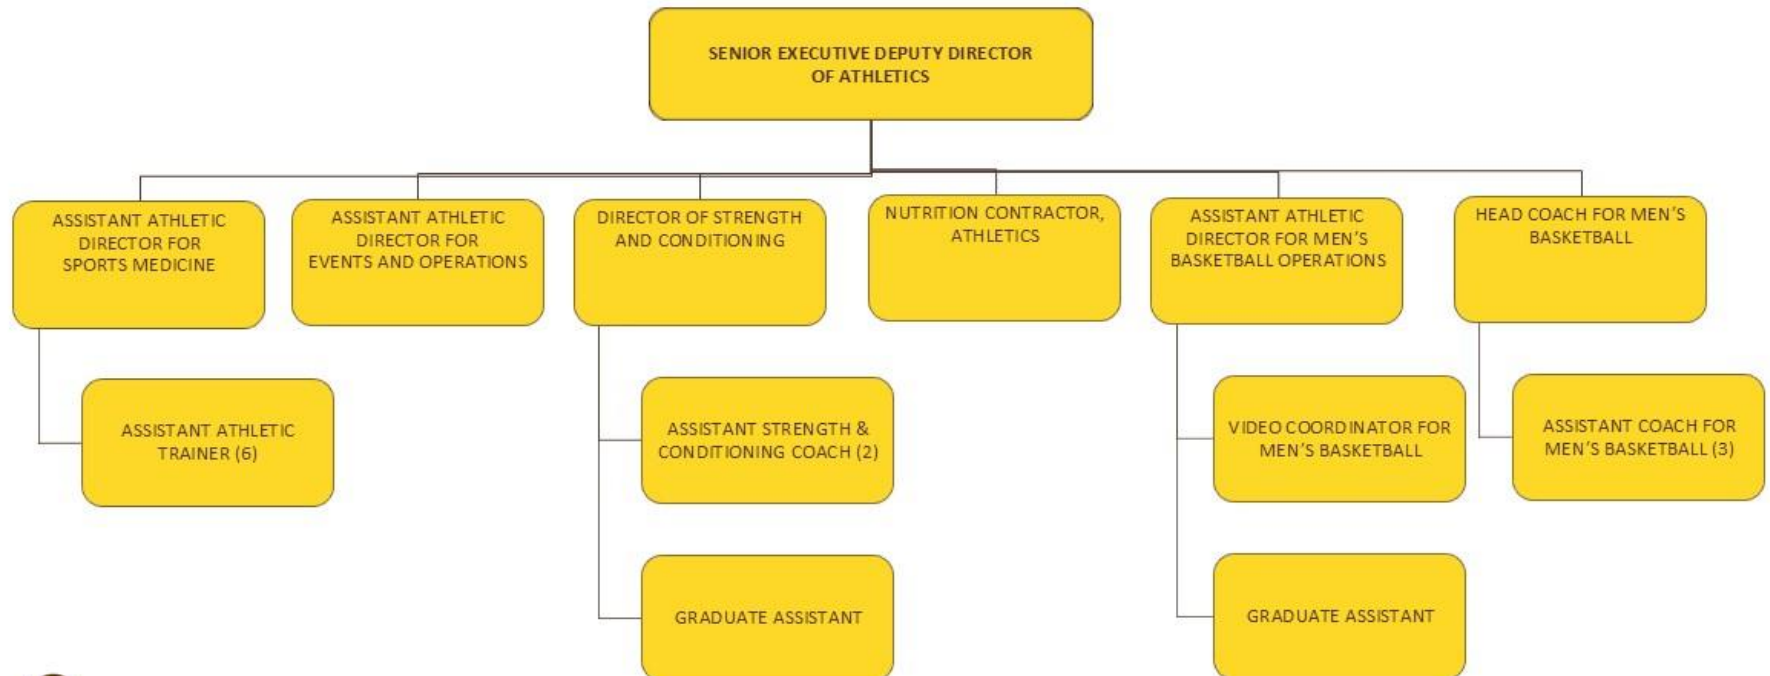 SENIOR EXECUTIVE DEPUTY DIRECTOR
OF ATHLETICS
ASSISTANT ATHLETIC
DIRECTOR FOR
SPORTS MEDICINE
ASSISTANT ATHLETIC
DIRECTOR FOR
EVENTS AND OPERATIONS
DIRECTOR OF STRENGTH
AND CONDITIONING
NUTRITION CONTRACTOR,
ATHLETICS
ASSISTANT ATHLETIC
DIRECTOR FOR MEN’S
BASKETBALL OPERATIONS
HEAD COACH FOR MEN’S
BASKETBALL
ASSISTANT ATHLETIC
TRAINER (6)
ASSISTANT STRENGTH &
CONDITIONING COACH (2)
VIDEO COORDINATOR FOR
MEN’S BASKETBALL
ASSISTANT COACH FOR
MEN’S BASKETBALL (3)
GRADUATE ASSISTANT
GRADUATE ASSISTANT